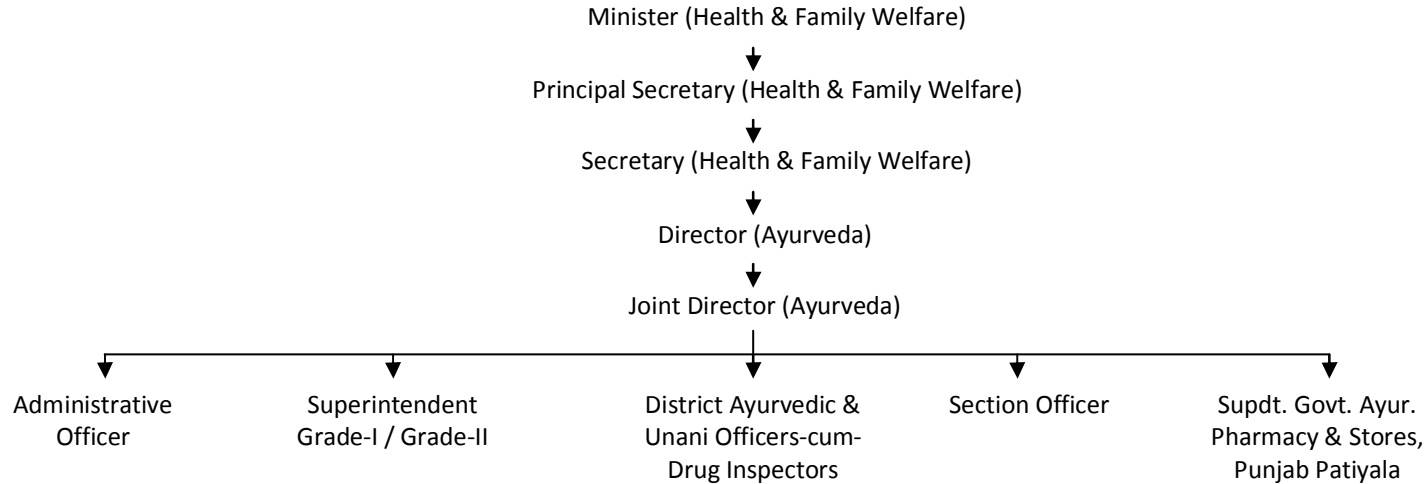 Minister (Health & Family Welfare)
Principal Secretary (Health & Family Welfare)
Secretary (Health & Family Welfare)
Director (Ayurveda)
Joint Director (Ayurveda)
Administrative
Officer
Superintendent
Grade-I / Grade-II
District Ayurvedic &
Unani Officers-cum-
Drug Inspectors
Section Officer
Supdt. Govt. Ayur.
Pharmacy & Stores,
Punjab Patiyala